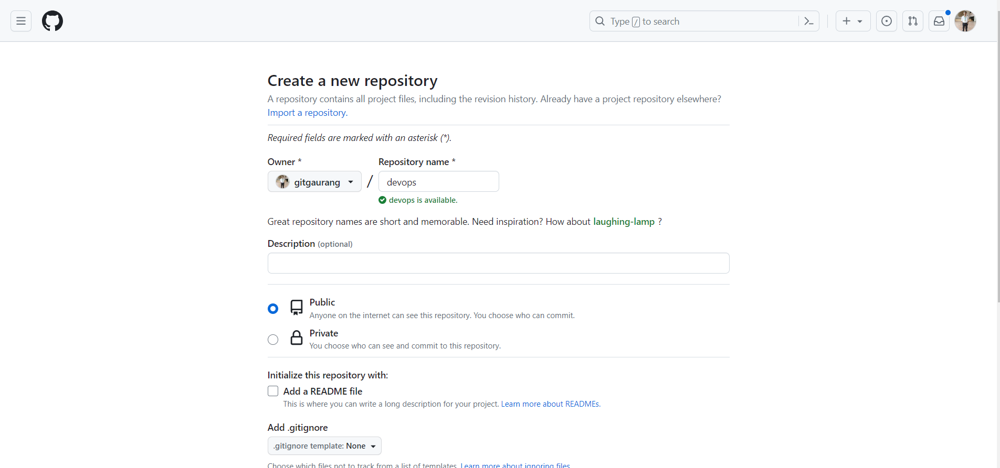 Type / to search
Create a new repository
A repository contains all project files, including the revision history. Already have a project repository elsewhere?
Import a repository.
Required fields are marked with an asterisk (*).
Owner *
Repository name *
gitgaurang
/
devops
devops is available.
Great repository names are short and memorable. Need inspiration? How about laughing-lamp ?
Description (optional)
Public
Anyone on the internet can see this repository. You choose who can commit.
Private
You choose who can see and commit to this repository.
Initialize this repository with:
Add a README file
This is where you can write a long description for your project. Learn more about READMEs.
Add .gitignore
.gitignore template: None
Choose which files not to track from a list of templates. Learn more about ignoring files.